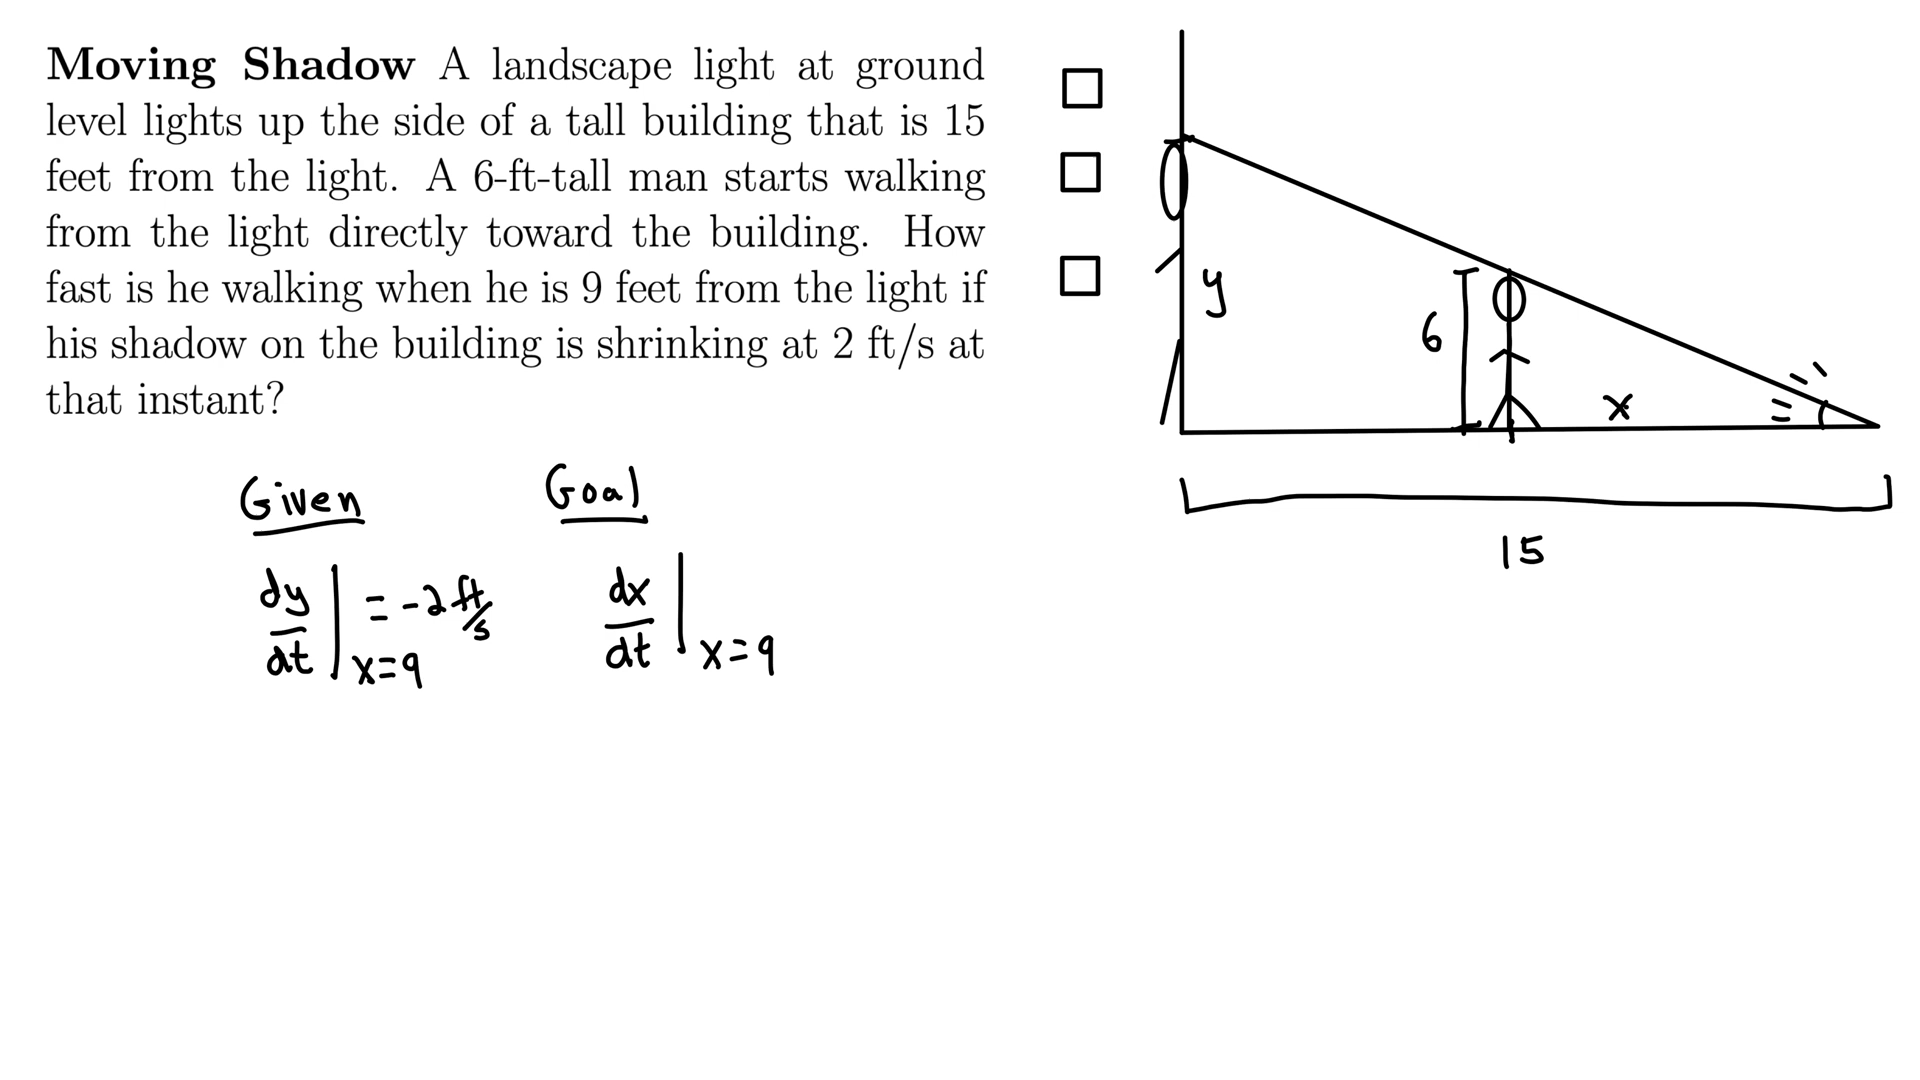 Moving Shadow A landscape light at ground
level lights up the side of a tall building that is 15
feet from the light. A 6-ft-tall man starts walking
from the light directly toward the building. How
fast is he walking when he is 9 feet from the light if
his shadow on the building is shrinking at 2 ft/s at
that instant?
y
6
x
15
Given
dy/dt | x=9 = -2 ft/s
Goal
dx/dt | x=9